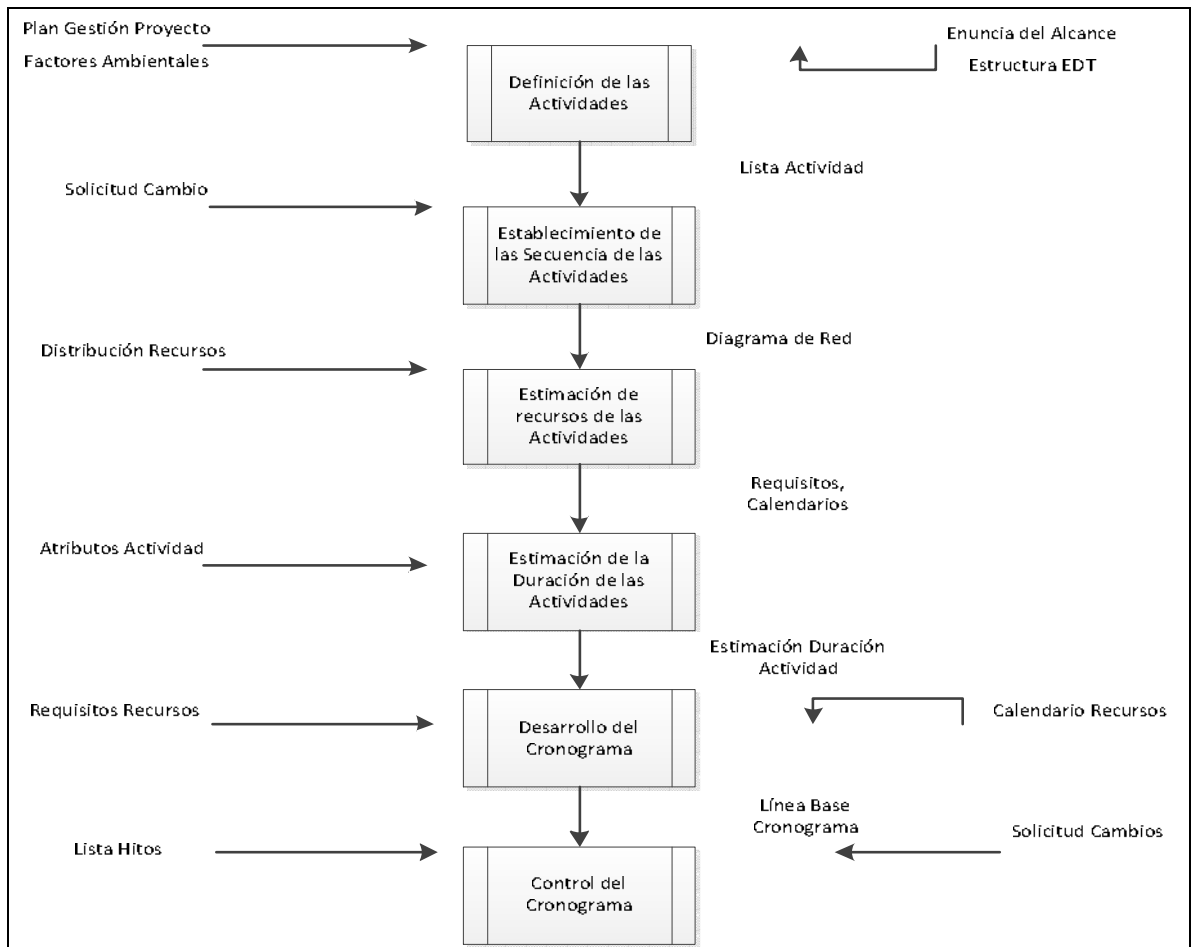 Plan Gestión Proyecto
Factores Ambientales
Enuncia del Alcance
Estructura EDT
Definición de las
Actividades
Lista Actividad
Solicitud Cambio
Establecimiento de
las Secuencia de las
Actividades
Diagrama de Red
Distribución Recursos
Estimación de
recursos de las
Actividades
Requisitos,
Calendarios
Atributos Actividad
Estimación de la
Duración de las
Actividades
Estimación Duración
Actividad
Requisitos Recursos
Desarrollo del
Cronograma
Calendario Recursos
Línea Base
Cronograma
Solicitud Cambios
Lista Hitos
Control del
Cronograma